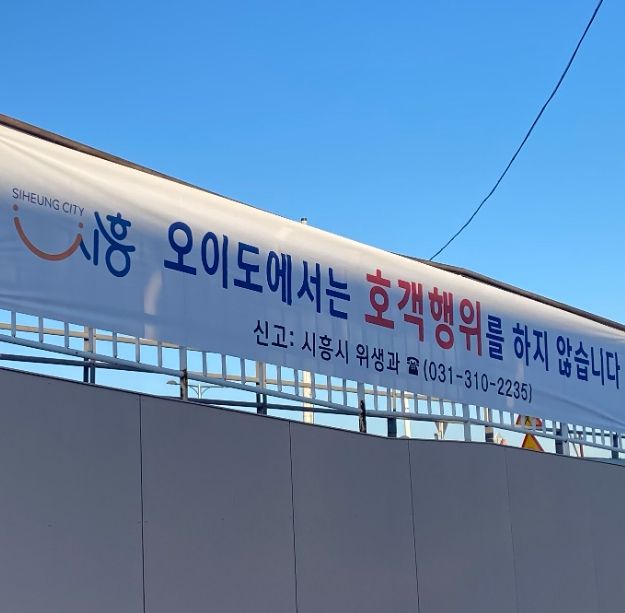 SIHEUNG CITY
시흥
오이도에서는 호객행위를 하지 않습니다
신고: 시흥시 위생과 ☎(031-310-2235)